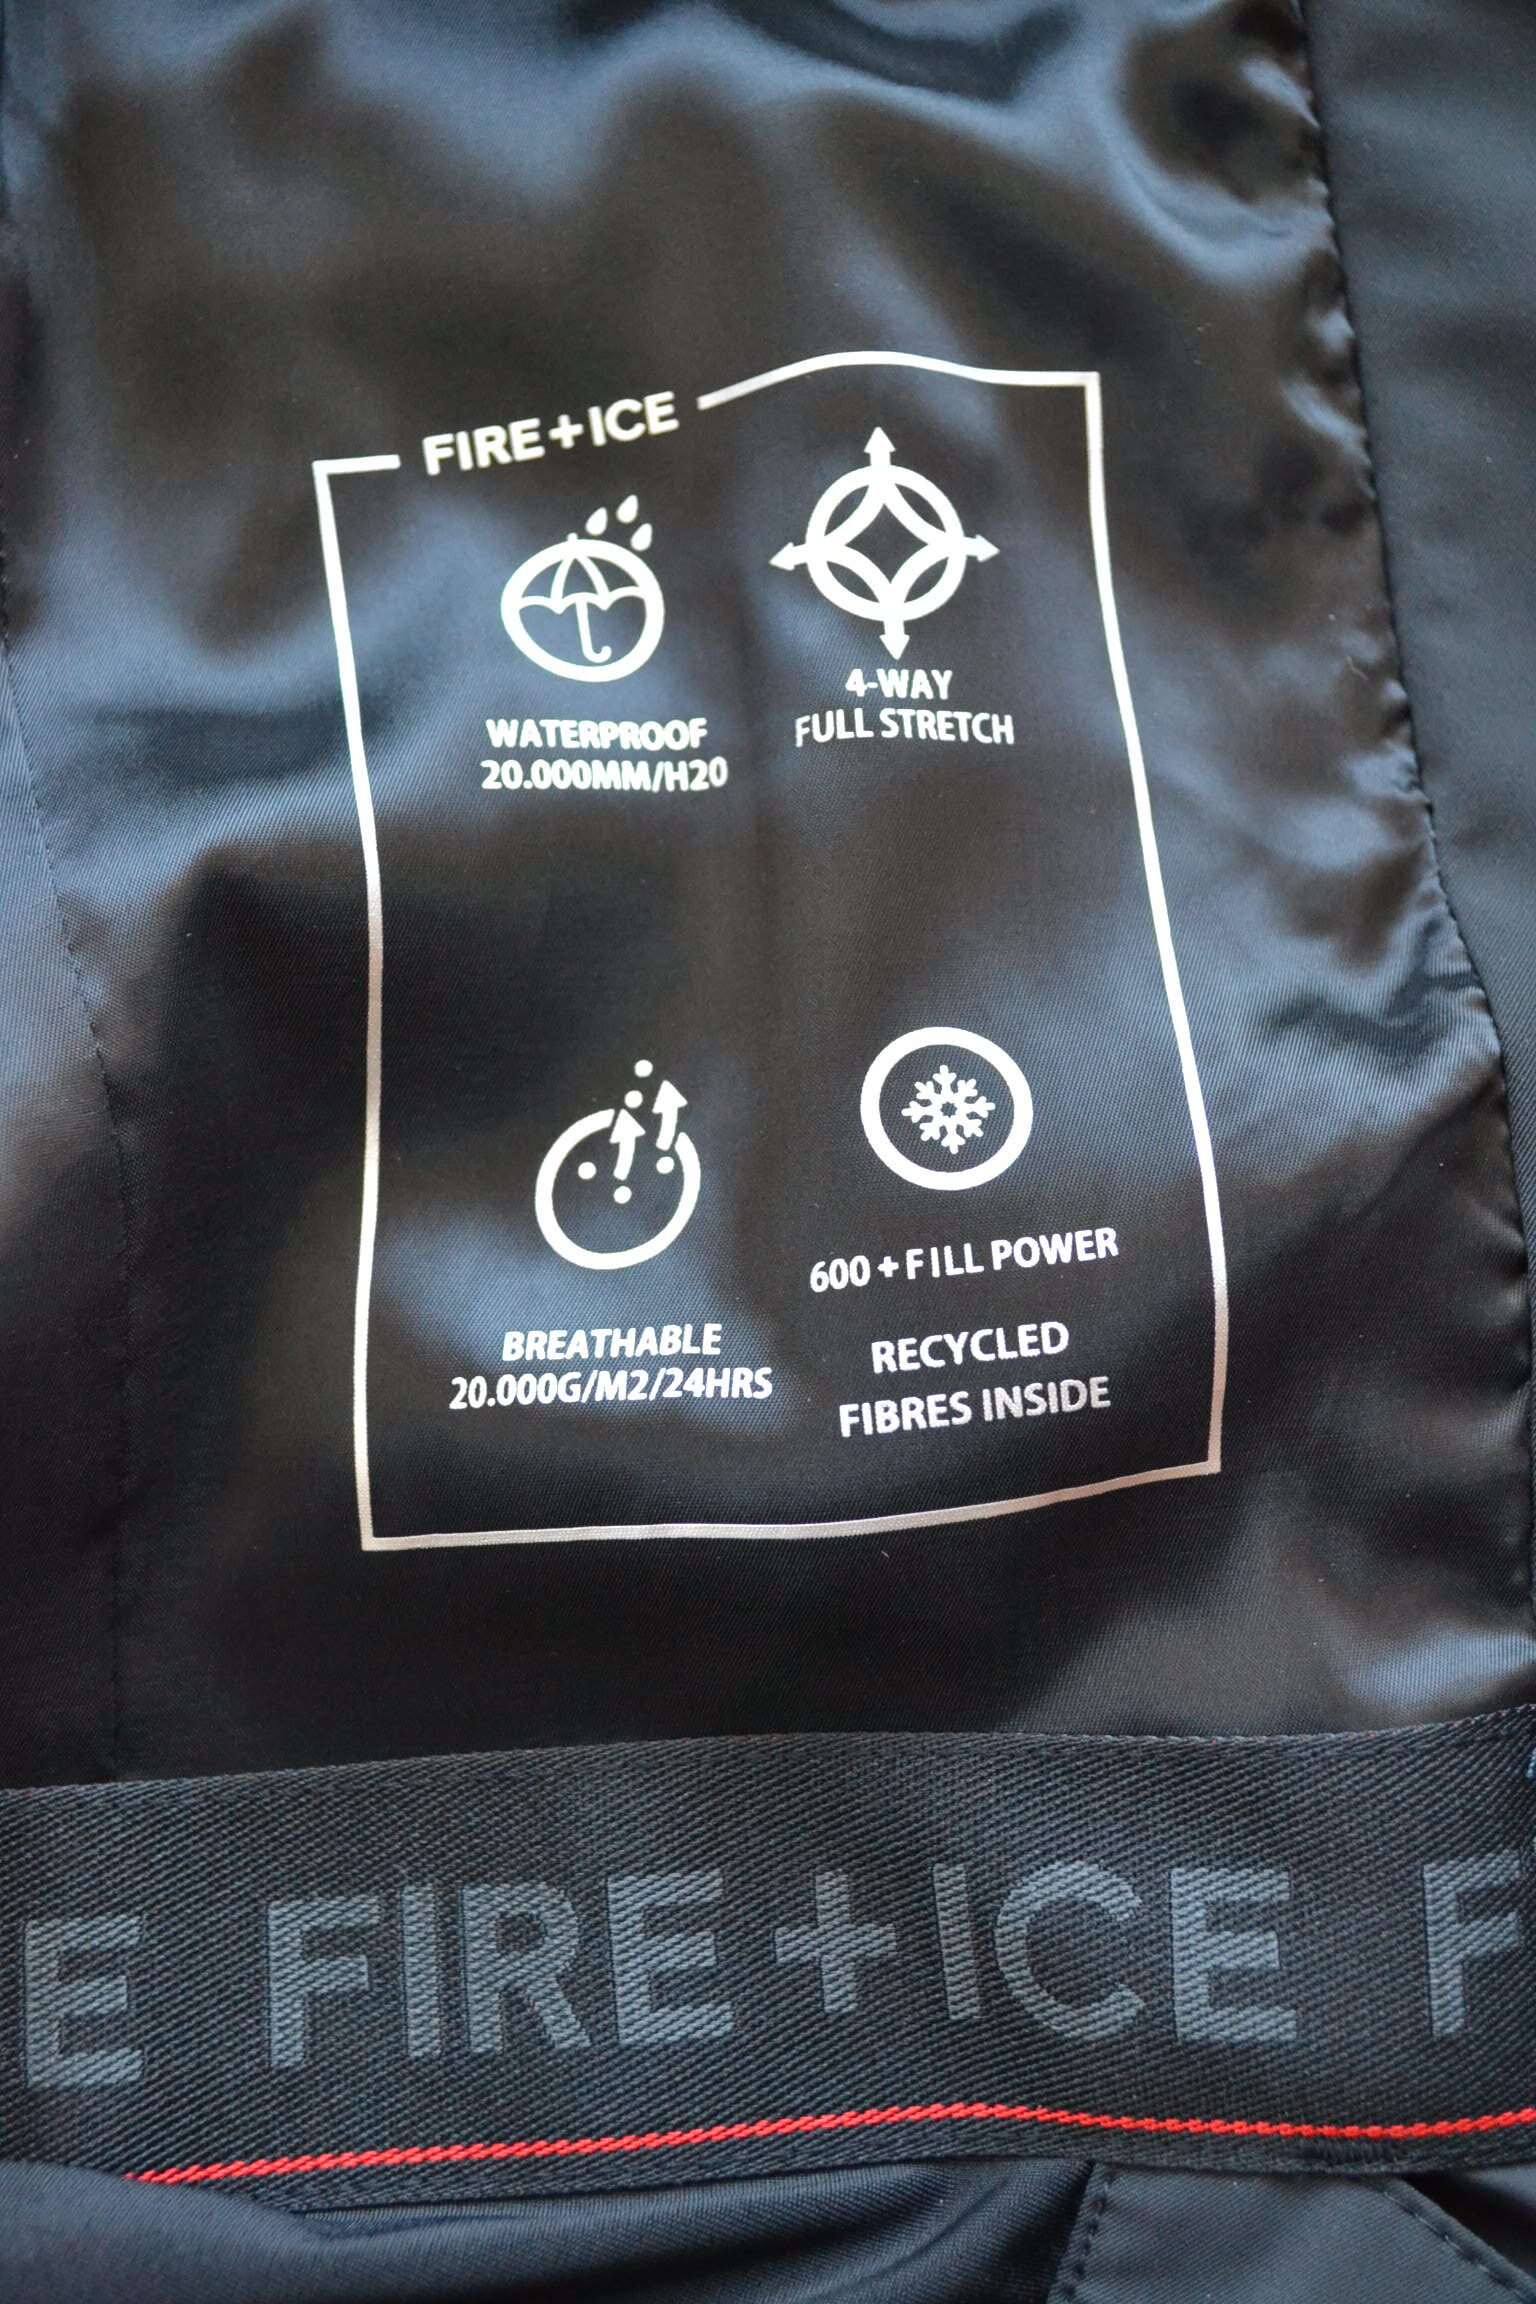 FIRE+ICE
WATERPROOF
20.000MM/H20
4-WAY
FULL STRETCH
BREATHABLE
20.000G/M2/24HRS
600+FILL POWER
RECYCLED
FIBRES INSIDE
E FIRE+ICE F